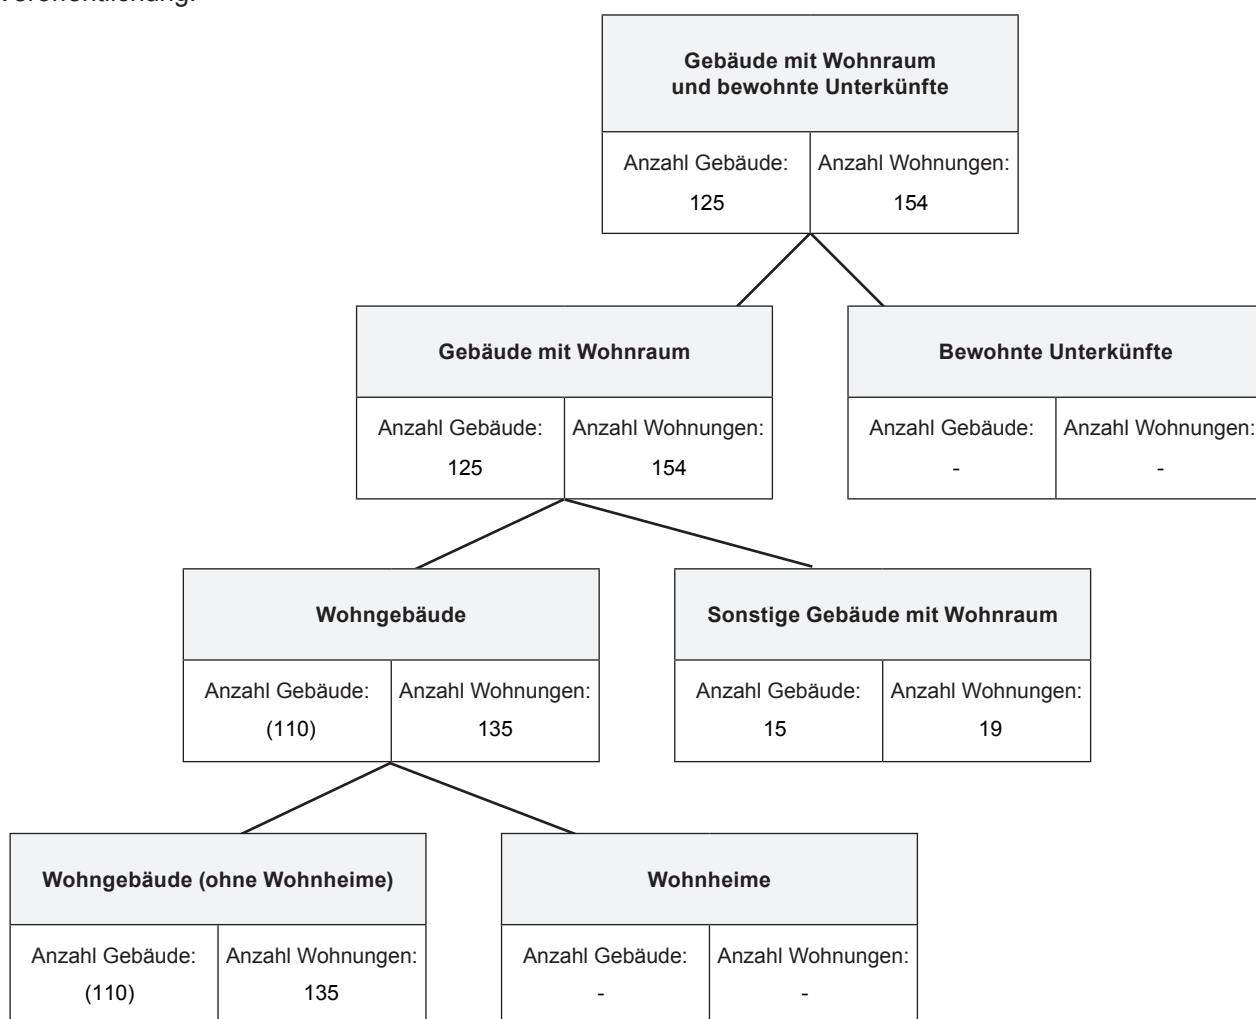 Veröffentlichung.
Gebäude mit Wohnraum
und bewohnte Unterkünfte
Anzahl Gebäude: Anzahl Wohnungen:
125 154
Gebäude mit Wohnraum Bewohnte Unterkünfte
Anzahl Gebäude: Anzahl Wohnungen: Anzahl Gebäude: Anzahl Wohnungen:
125 154 - -
Wohngebäude Sonstige Gebäude mit Wohnraum
Anzahl Gebäude: Anzahl Wohnungen: Anzahl Gebäude: Anzahl Wohnungen:
(110) 135 15 19
Wohngebäude (ohne Wohnheime) Wohnheime
Anzahl Gebäude: Anzahl Wohnungen: Anzahl Gebäude: Anzahl Wohnungen:
(110) 135 - -